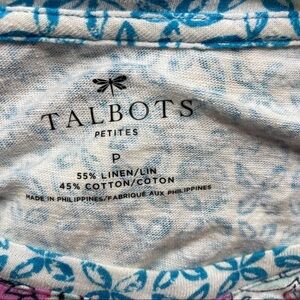 TALBOTS
PETITES
P
55% LINEN/LIN
45% COTTON/COTON
MADE IN PHILIPPINES/FABRIQUÉ AUX PHILIPPINES